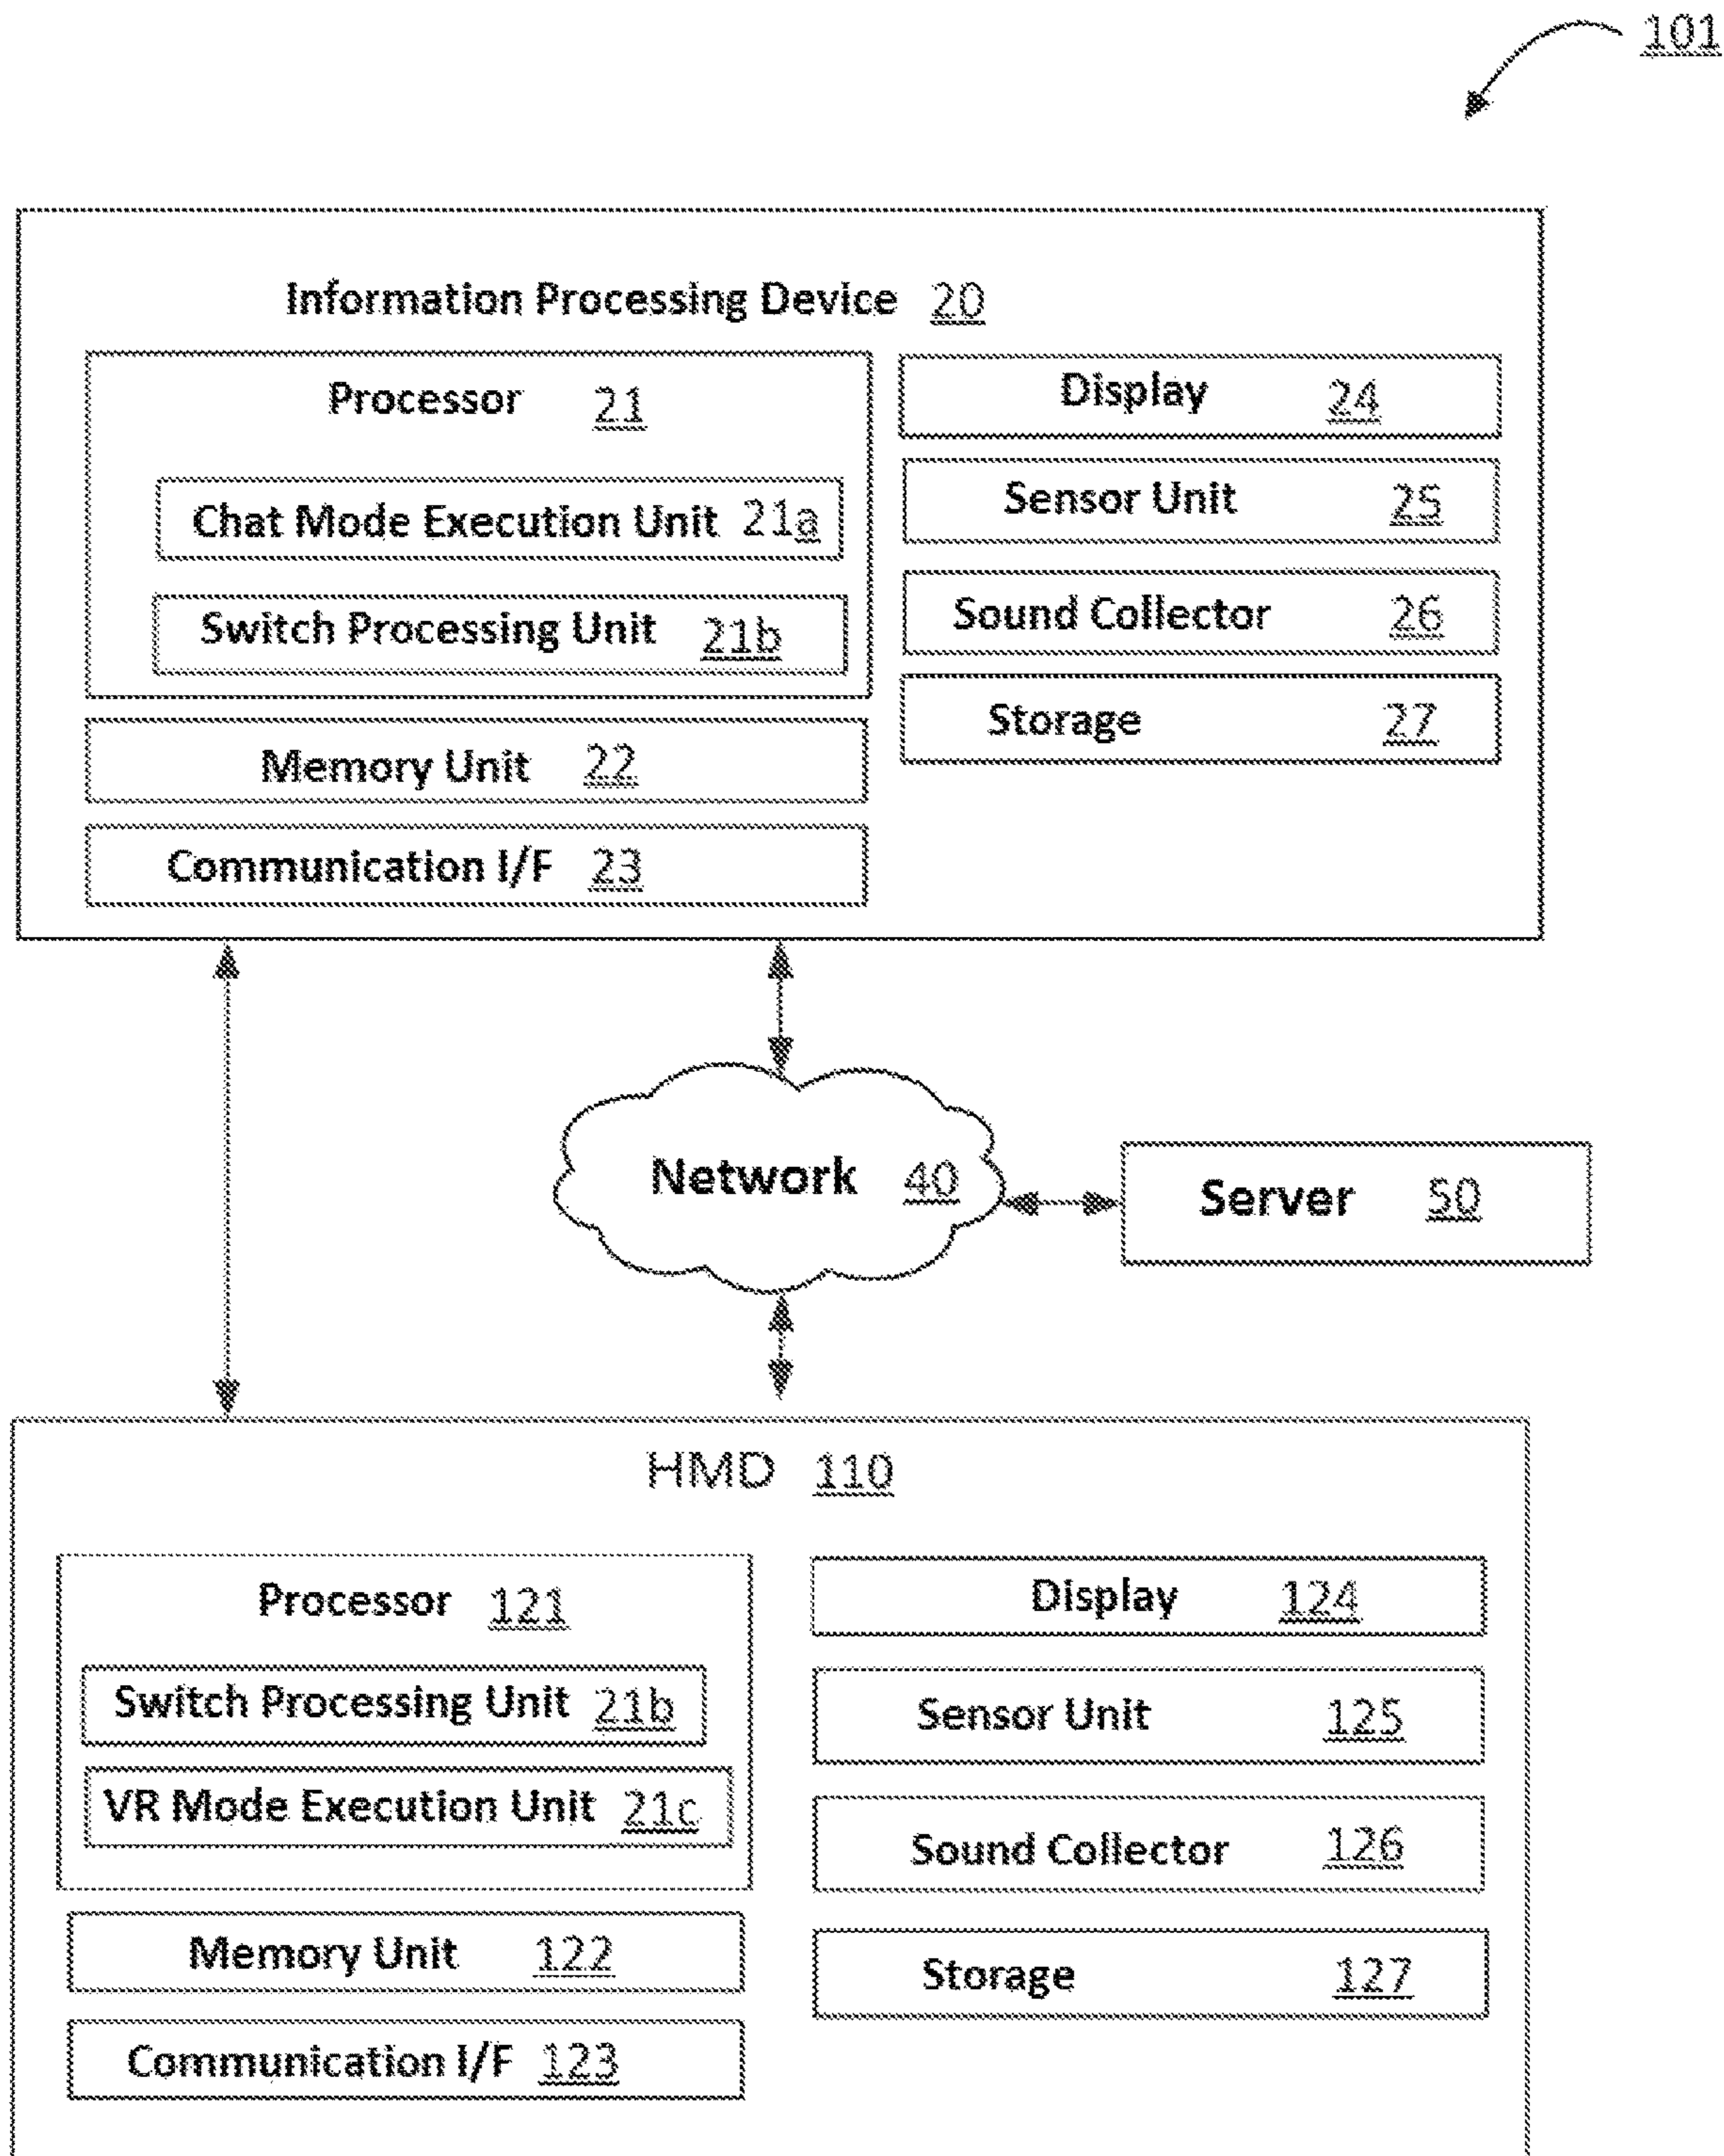 101
Information Processing Device 20
Processor 21
Chat Mode Execution Unit 21a
Switch Processing Unit 21b
Memory Unit 22
Communication I/F 23
Display 24
Sensor Unit 25
Sound Collector 26
Storage 27
Network 40
Server 50
HMD 110
Processor 121
Switch Processing Unit 21b
VR Mode Execution Unit 21c
Memory Unit 122
Communication I/F 123
Display 124
Sensor Unit 125
Sound Collector 126
Storage 127